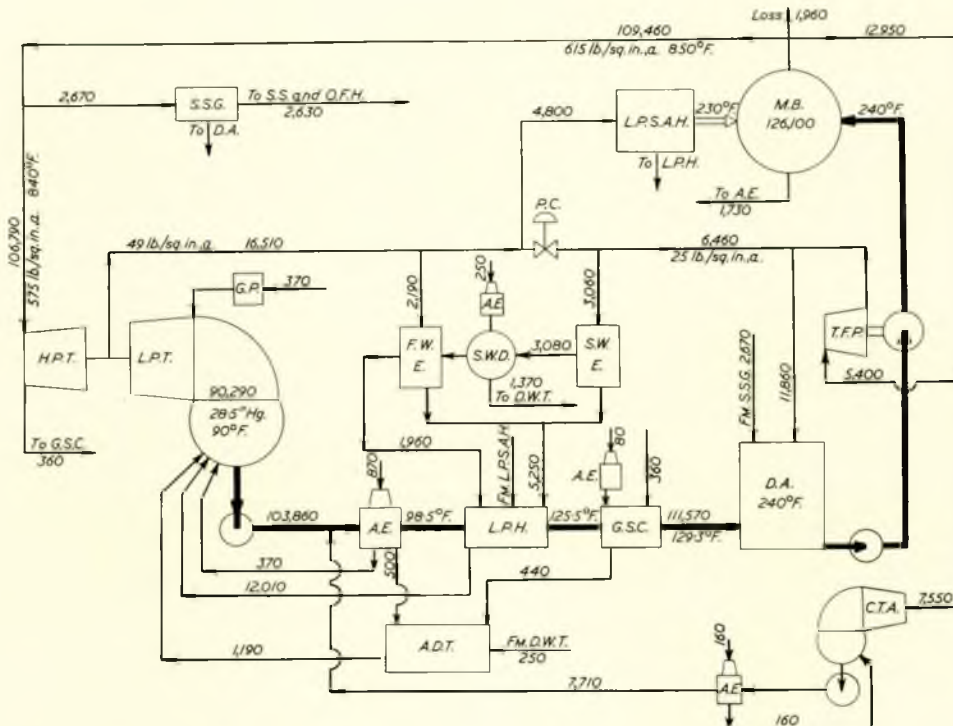 Loss 1,960
109,460
12,950
615 lb/sq.in.,a. 850°F.
2,670
S.S.G.
To S.S. and O.F.H.
2,630
To D.A.
4,800
L.P.S.A.H.
230°F.
M.B.
126,100
240°F.
To L.P.H.
To A.E.
1,730
106,790
575 lb/sq.in.a. 840°F.
P.C.
49 lb/sq.in.,a. 16,510
6,460
25 lb/sq.in.,a.
G.P.
370
2,190
250
A.E.
3,060
H.P.T.
L.P.T.
F.W.
E.
S.W.D.
3,080
S.W.
E.
T.F.P.
5,400
1,370
To D.W.T.
90,290
28·5" Hg.
90°F.
To G.S.C.
360
Fm. S.S.G. 2,670
11,860
1,960
Fm. L.P.S.A.H.
5,250
80
A.E.
360
870
D.A.
240°F.
103,860
A.E.
98·5°F.
L.P.H.
125·5°F.
G.S.C.
111,570
129·3°F.
370
500
12,010
440
1,190
A.D.T.
Fm. D.W.T.
250
C.T.A.
7,550
160
7,710
A.E.
160